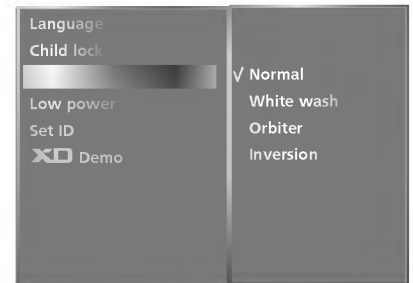 Language
Child lock
Low power
Set ID
XD Demo
√ Normal
White wash
Orbiter
Inversion